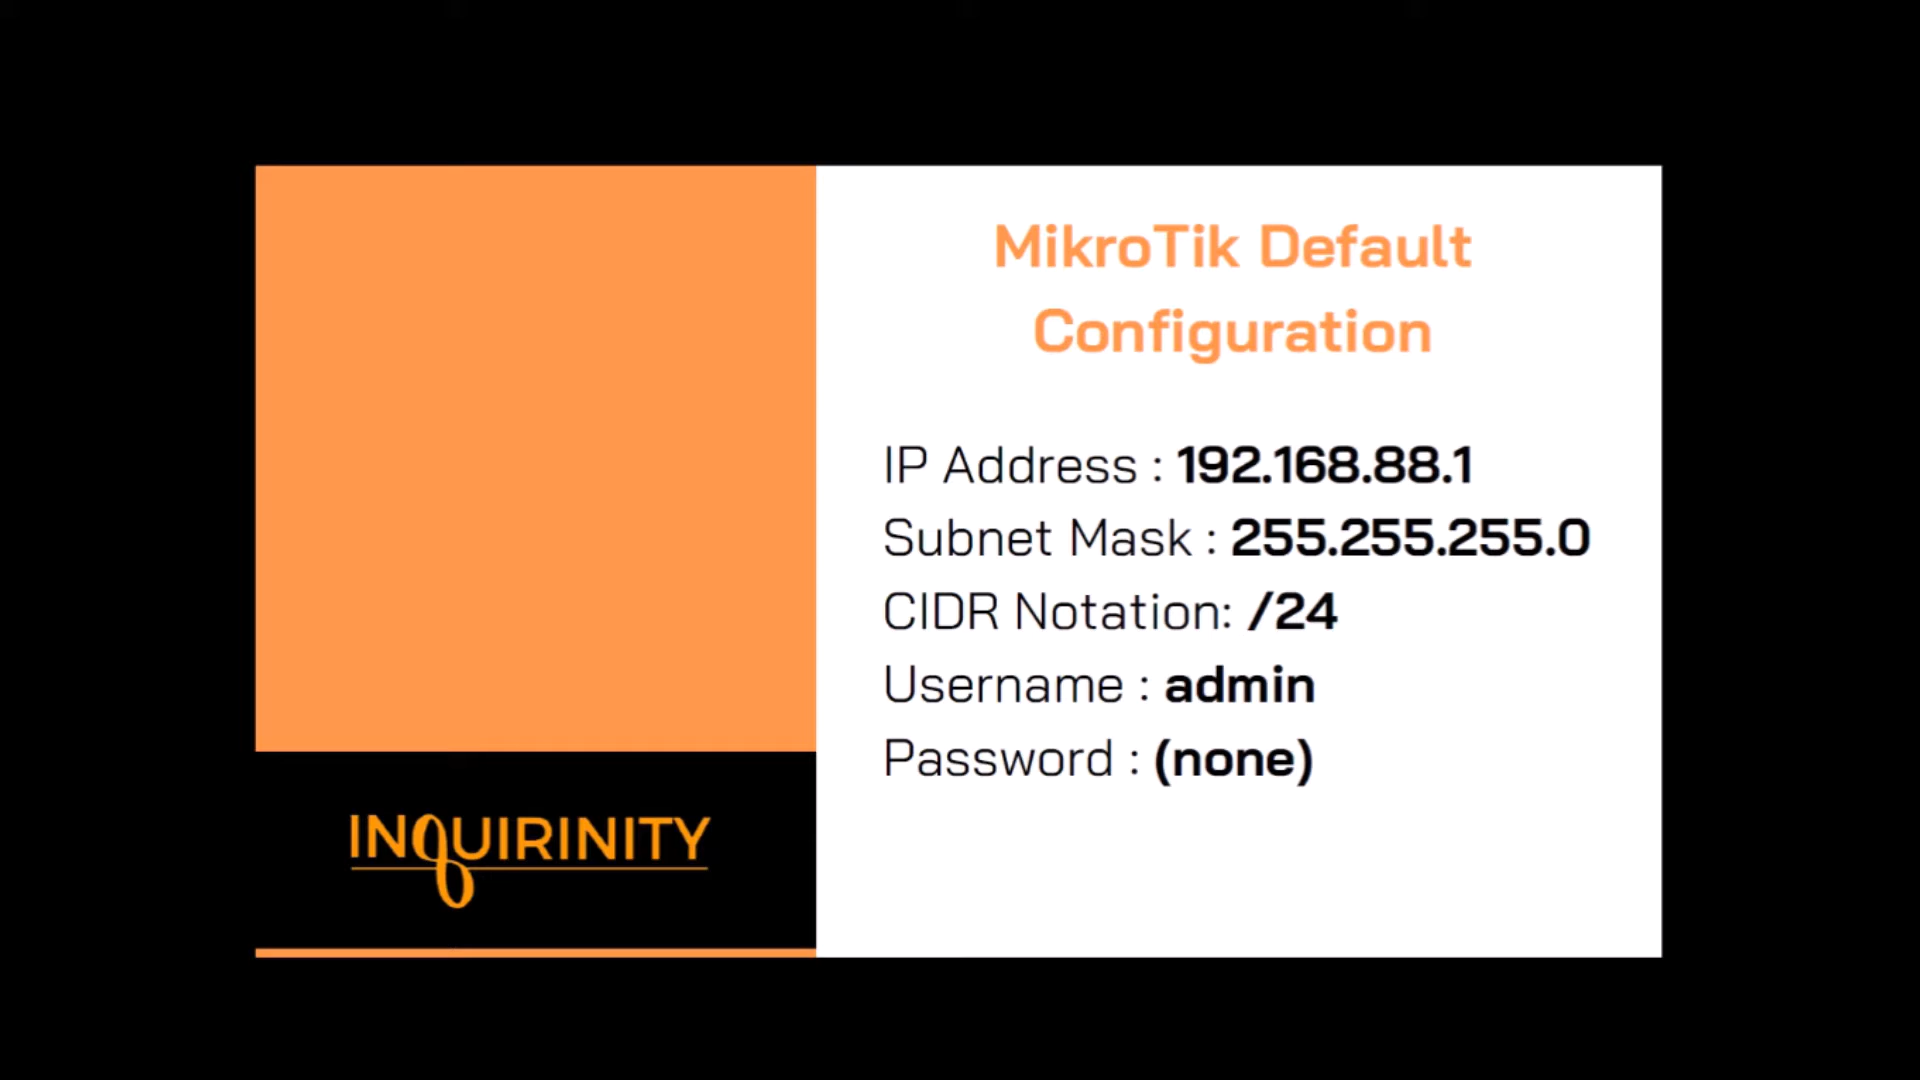 MikroTik Default
Configuration
IP Address : 192.168.88.1
Subnet Mask : 255.255.255.0
CIDR Notation: /24
Username : admin
Password : (none)
INQUIRINITY